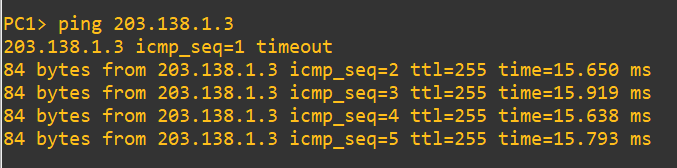 PC1> ping 203.138.1.3
203.138.1.3 icmp_seq=1 timeout
84 bytes from 203.138.1.3 icmp_seq=2 ttl=255 time=15.650 ms
84 bytes from 203.138.1.3 icmp_seq=3 ttl=255 time=15.919 ms
84 bytes from 203.138.1.3 icmp_seq=4 ttl=255 time=15.638 ms
84 bytes from 203.138.1.3 icmp_seq=5 ttl=255 time=15.793 ms